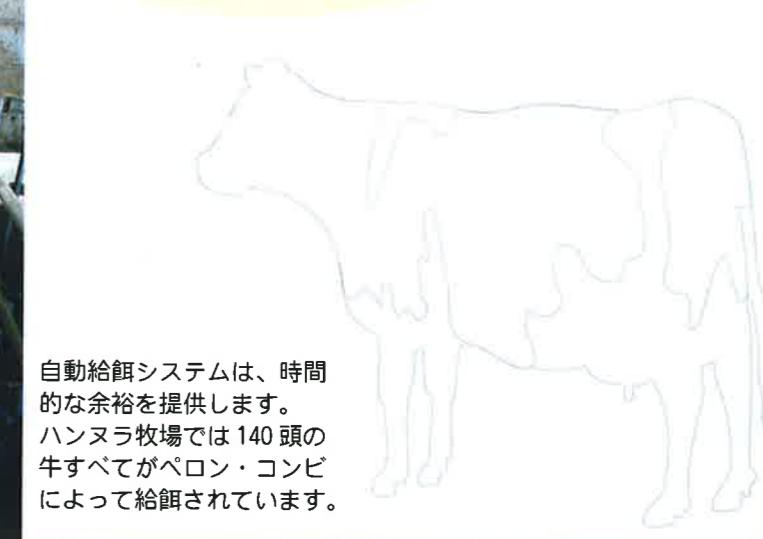 自動給餌システムは、時間
的な余裕を提供します。
ハンヌラ牧場では 140 頭の
牛すべてがペロン・コンビ
によって給餌されています。